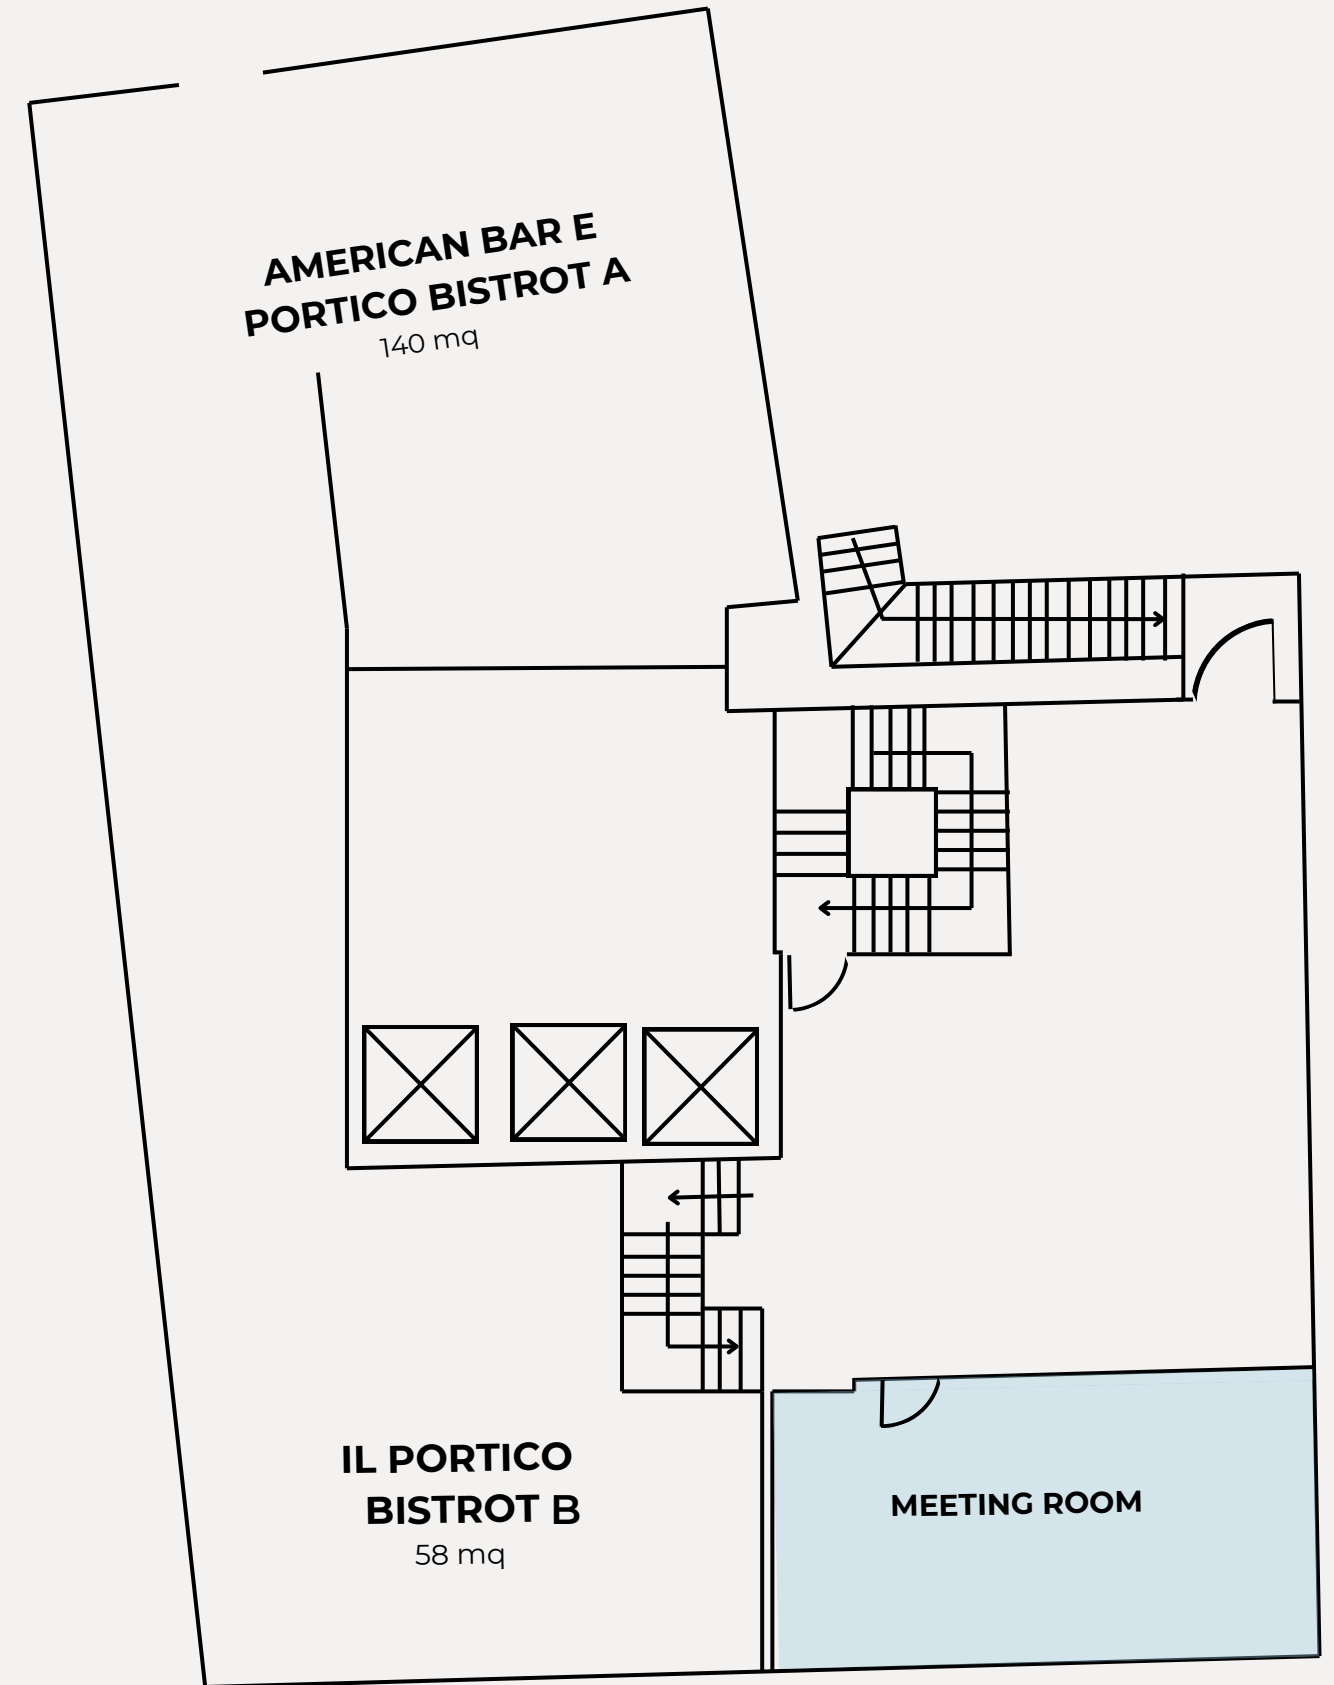 AMERICAN BAR E
PORTICO BISTROT A
140 mq
IL PORTICO
BISTROT B
58 mq
MEETING ROOM